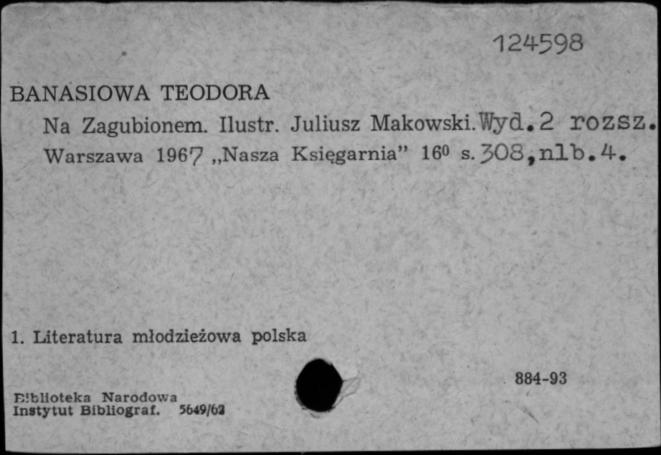 124598
BANASIOWA TEODORA
Na Zagubionem. Ilustr. Juliusz Makowski. Wyd. 2 rozsz.
Warszawa 1967 „Nasza Księgarnia” 16⁰ s. 308, nlb. 4.
1. Literatura młodzieżowa polska
884-93
Biblioteka Narodowa
Instytut Bibliograf. 5649/62